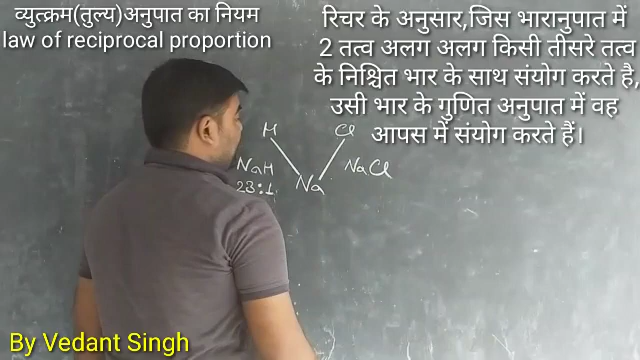 व्युत्क्रम(तुल्य)अनुपात का नियम
law of reciprocal proportion
रिचर के अनुसार,जिस भारानुपात में
2 तत्व अलग अलग किसी तीसरे तत्व
के निश्चित भार के साथ संयोग करते है,
उसी भार के गुणित अनुपात में वह
आपस में संयोग करते हैं।
H Cl
NaH NaCl
23:1 Na
By Vedant Singh